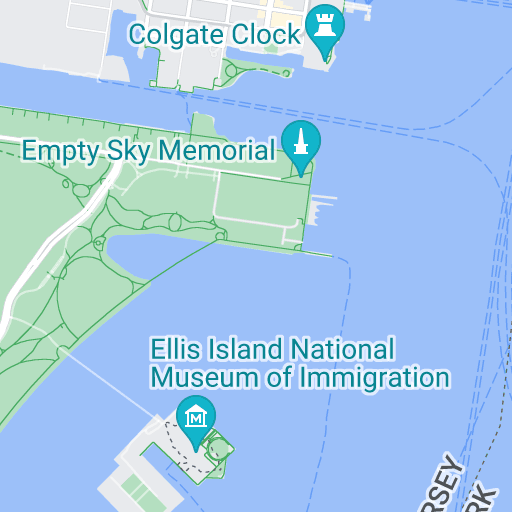 Colgate Clock
Empty Sky Memorial
Ellis Island National
Museum of Immigration